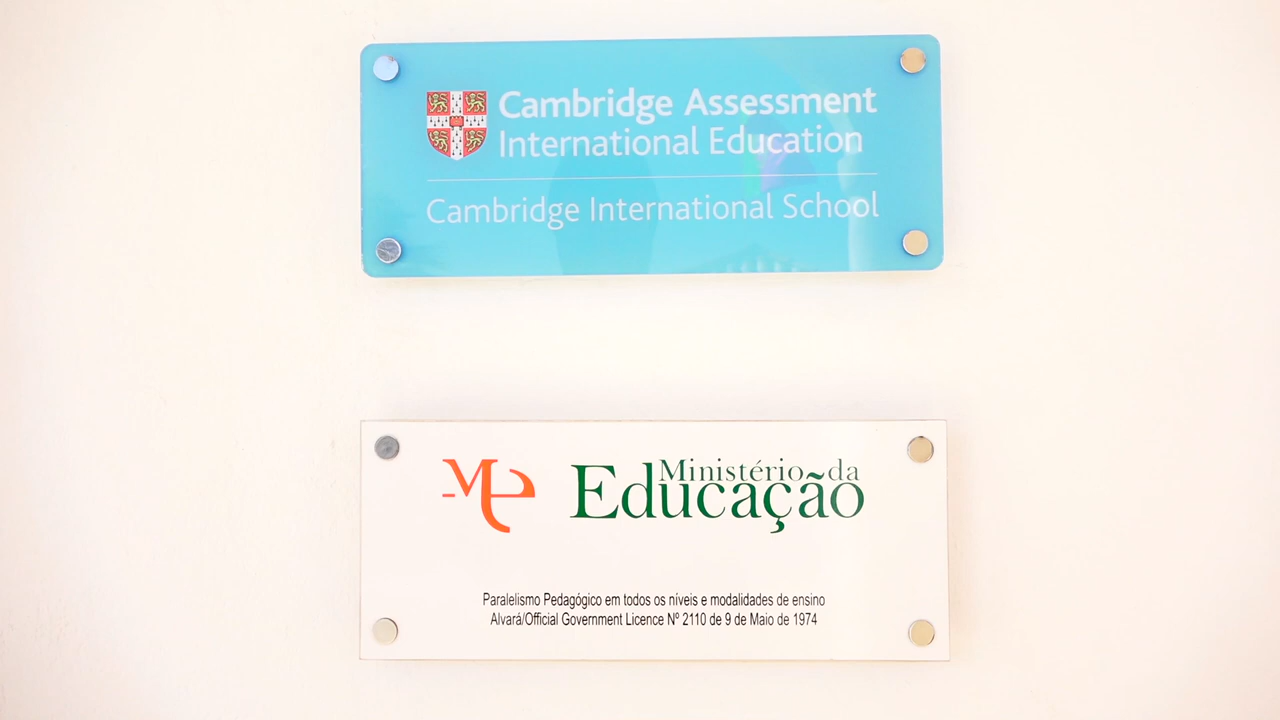 Cambridge Assessment
International Education
Cambridge International School
me
Ministério da
Educação
Paralelismo Pedagógico em todos os níveis e modalidades de ensino
Alvará/Official Government Licence Nº 2110 de 9 de Maio de 1974